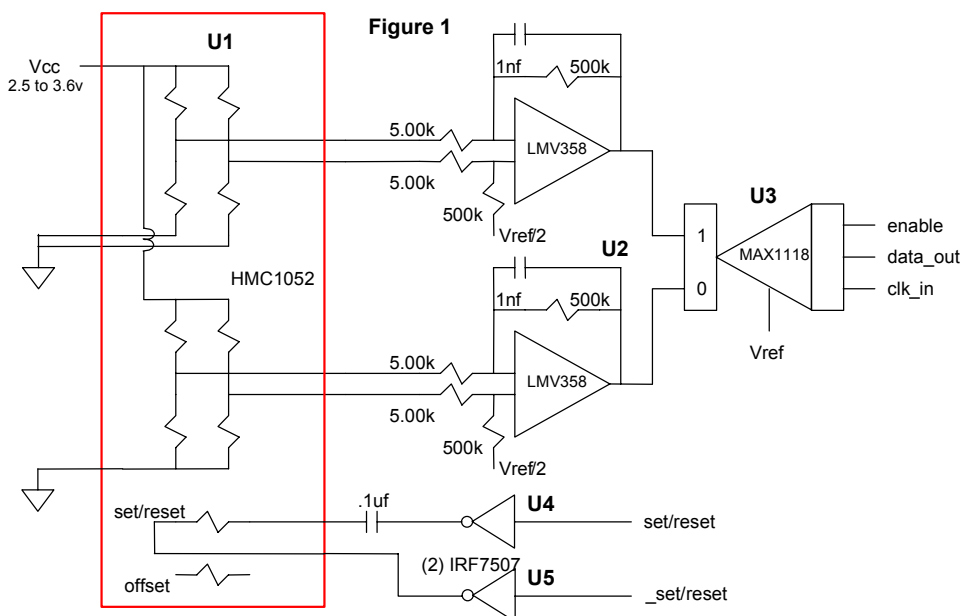 Figure 1
U1
Vcc
2.5 to 3.6v
1nf
500k
5.00k
LMV358
5.00k
500k
Vref/2
U2
U3
1
0
MAX1118
enable
data_out
clk_in
Vref
HMC1052
1nf
500k
5.00k
LMV358
5.00k
500k
Vref/2
set/reset
.1uf
U4
set/reset
(2) IRF7507
offset
U5
_set/reset